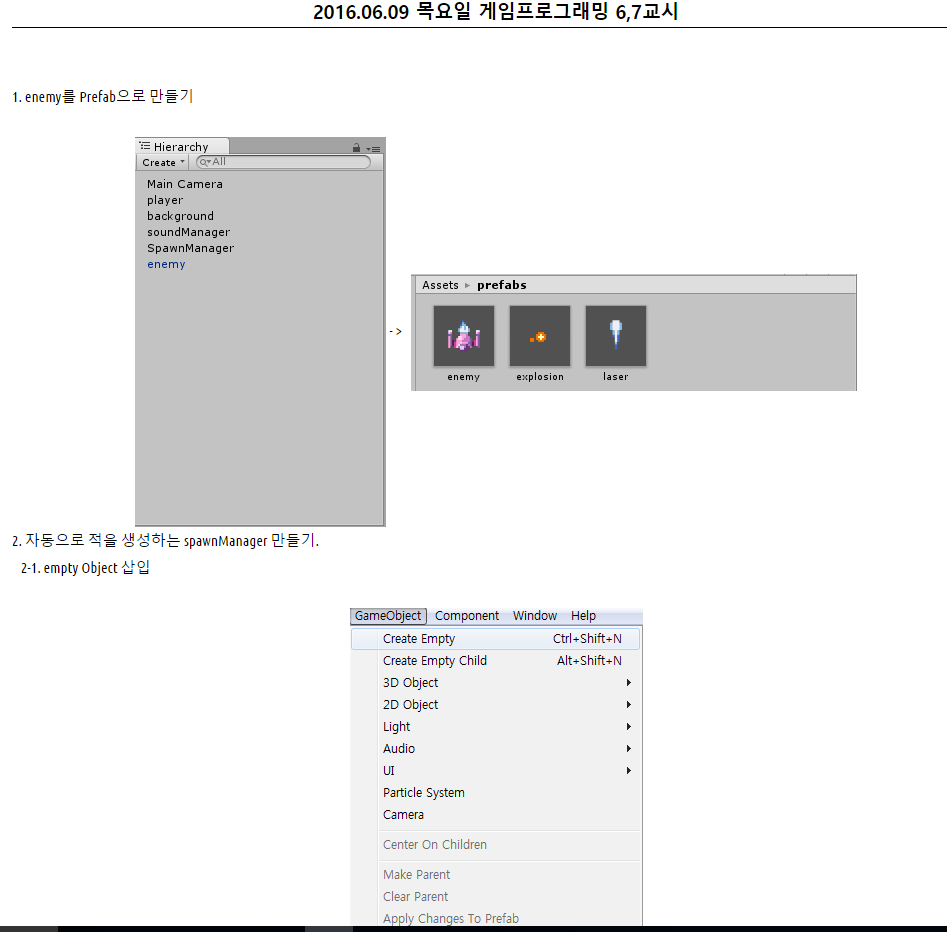 2016.06.09 목요일 게임프로그래밍 6,7교시
1. enemy를 Prefab으로 만들기
Hierarchy
Create
All
Main Camera
player
background
soundManager
SpawnManager
enemy
->
Assets ▸ prefabs
enemy
explosion
laser
2. 자동으로 적을 생성하는 spawnManager 만들기.
2-1. empty Object 삽입
GameObject Component Window Help
Create Empty Ctrl+Shift+N
Create Empty Child Alt+Shift+N
3D Object
2D Object
Light
Audio
UI
Particle System
Camera
Center On Children
Make Parent
Clear Parent
Apply Changes To Prefab